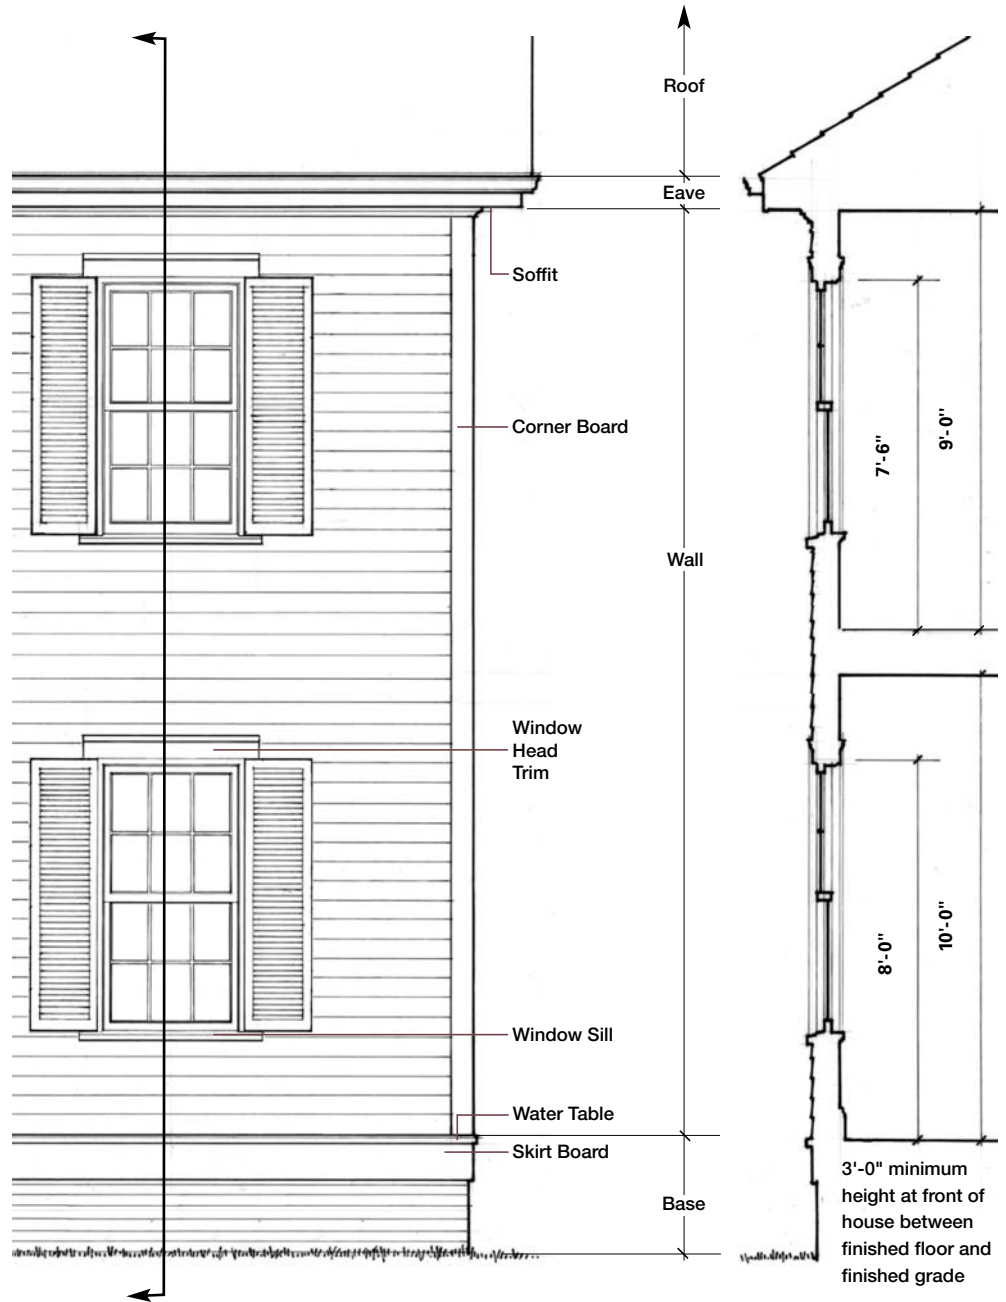 Roof
Eave
Soffit
Corner Board
7'-6"
9'-0"
Wall
Window
Head
Trim
8'-0"
10'-0"
Window Sill
Water Table
Skirt Board
Base
3'-0" minimum
height at front of
house between
finished floor and
finished grade